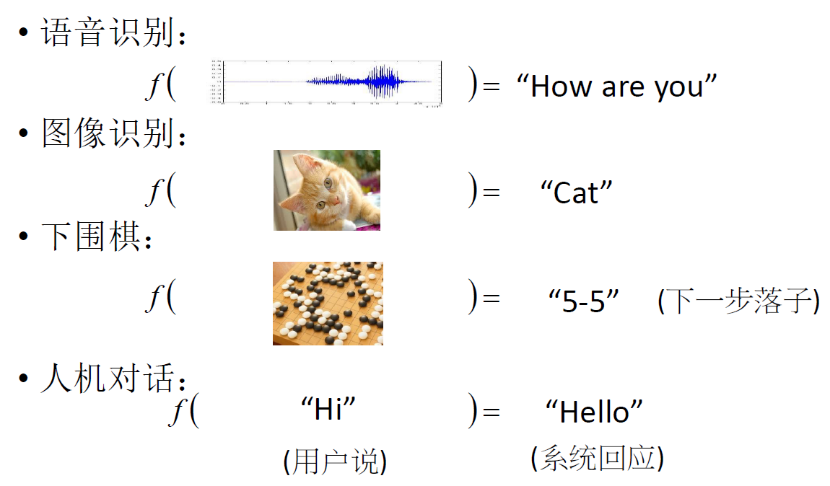 • 语音识别：
f( )= “How are you”
• 图像识别：
f( )= “Cat”
• 下围棋：
f( )= “5-5” (下一步落子)
• 人机对话：
f( “Hi” )= “Hello”
(用户说) (系统回应)